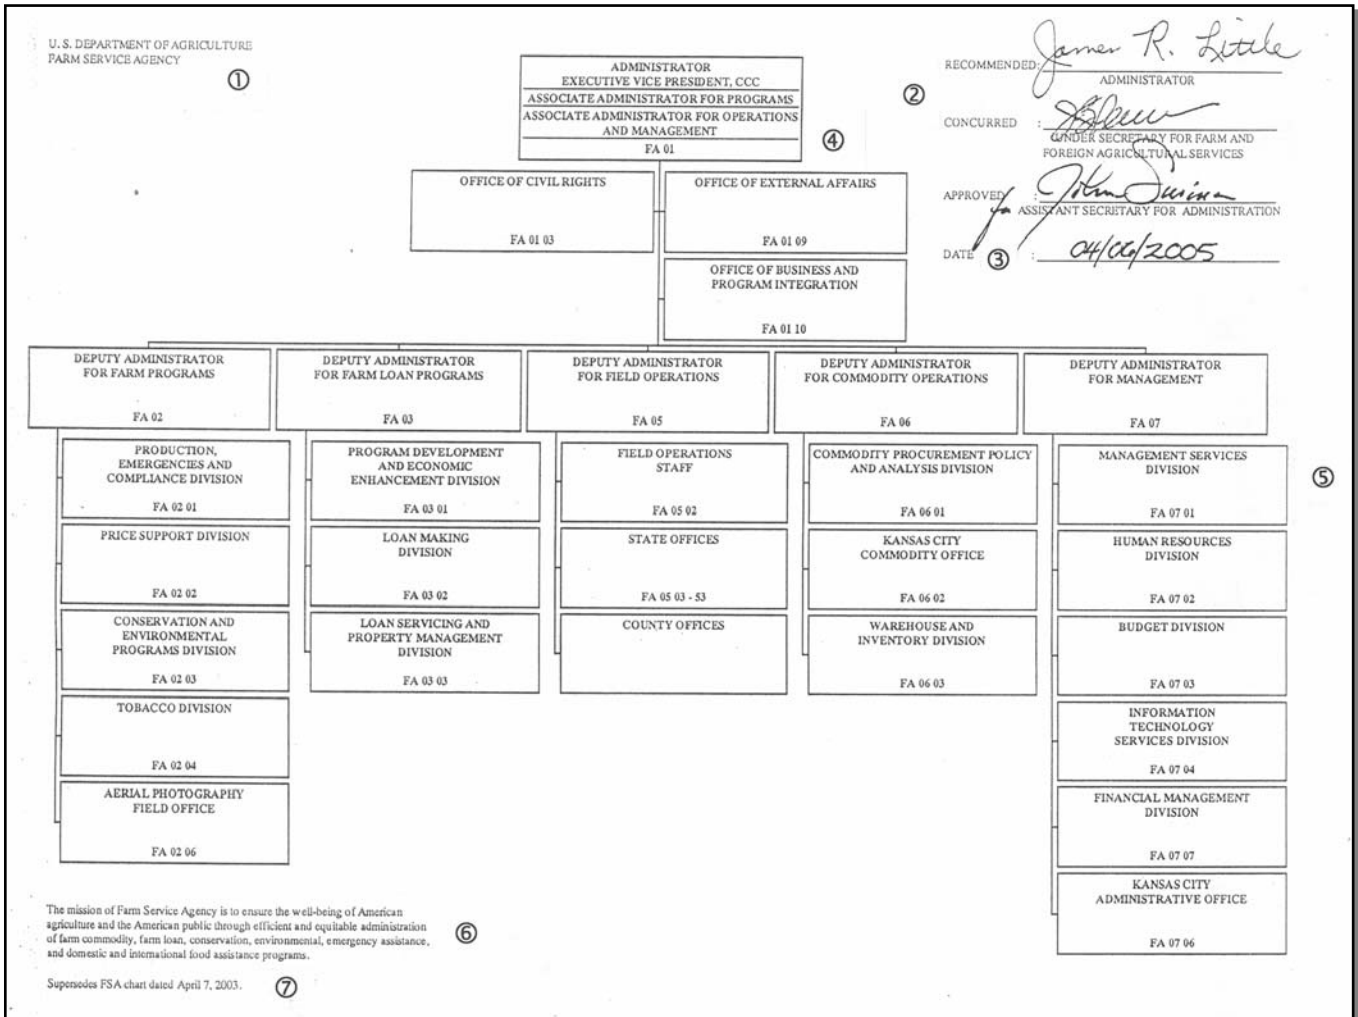 U. S. DEPARTMENT OF AGRICULTURE
FARM SERVICE AGENCY
①
ADMINISTRATOR
EXECUTIVE VICE PRESIDENT, CCC
ASSOCIATE ADMINISTRATOR FOR PROGRAMS
ASSOCIATE ADMINISTRATOR FOR OPERATIONS
AND MANAGEMENT
FA 01
④
②
RECOMMENDED: James R. Little
ADMINISTRATOR
CONCURRED :
UNDER SECRETARY FOR FARM AND
FOREIGN AGRICULTURAL SERVICES
APPROVED : John
for ASSISTANT SECRETARY FOR ADMINISTRATION
DATE ③ : 04/06/2005
OFFICE OF CIVIL RIGHTS
FA 01 03
OFFICE OF EXTERNAL AFFAIRS
FA 01 09
OFFICE OF BUSINESS AND
PROGRAM INTEGRATION
FA 01 10
DEPUTY ADMINISTRATOR
FOR FARM PROGRAMS
FA 02
PRODUCTION,
EMERGENCIES AND
COMPLIANCE DIVISION
FA 02 01
PRICE SUPPORT DIVISION
FA 02 02
CONSERVATION AND
ENVIRONMENTAL
PROGRAMS DIVISION
FA 02 03
TOBACCO DIVISION
FA 02 04
AERIAL PHOTOGRAPHY
FIELD OFFICE
FA 02 06
DEPUTY ADMINISTRATOR
FOR FARM LOAN PROGRAMS
FA 03
PROGRAM DEVELOPMENT
AND ECONOMIC
ENHANCEMENT DIVISION
FA 03 01
LOAN MAKING
DIVISION
FA 03 02
LOAN SERVICING AND
PROPERTY MANAGEMENT
DIVISION
FA 03 03
DEPUTY ADMINISTRATOR
FOR FIELD OPERATIONS
FA 05
FIELD OPERATIONS
STAFF
FA 05 02
STATE OFFICES
FA 05 03 - 53
COUNTY OFFICES
DEPUTY ADMINISTRATOR
FOR COMMODITY OPERATIONS
FA 06
COMMODITY PROCUREMENT POLICY
AND ANALYSIS DIVISION
FA 06 01
KANSAS CITY
COMMODITY OFFICE
FA 06 02
WAREHOUSE AND
INVENTORY DIVISION
FA 06 03
DEPUTY ADMINISTRATOR
FOR MANAGEMENT
FA 07
MANAGEMENT SERVICES
DIVISION
FA 07 01
⑤
HUMAN RESOURCES
DIVISION
FA 07 02
BUDGET DIVISION
FA 07 03
INFORMATION
TECHNOLOGY
SERVICES DIVISION
FA 07 04
FINANCIAL MANAGEMENT
DIVISION
FA 07 07
KANSAS CITY
ADMINISTRATIVE OFFICE
FA 07 06
The mission of Farm Service Agency is to ensure the well-being of American
agriculture and the American public through efficient and equitable administration
of farm commodity, farm loan, conservation, environmental, emergency assistance,
and domestic and international food assistance programs.
⑥
Supersedes FSA chart dated April 7, 2003.
⑦